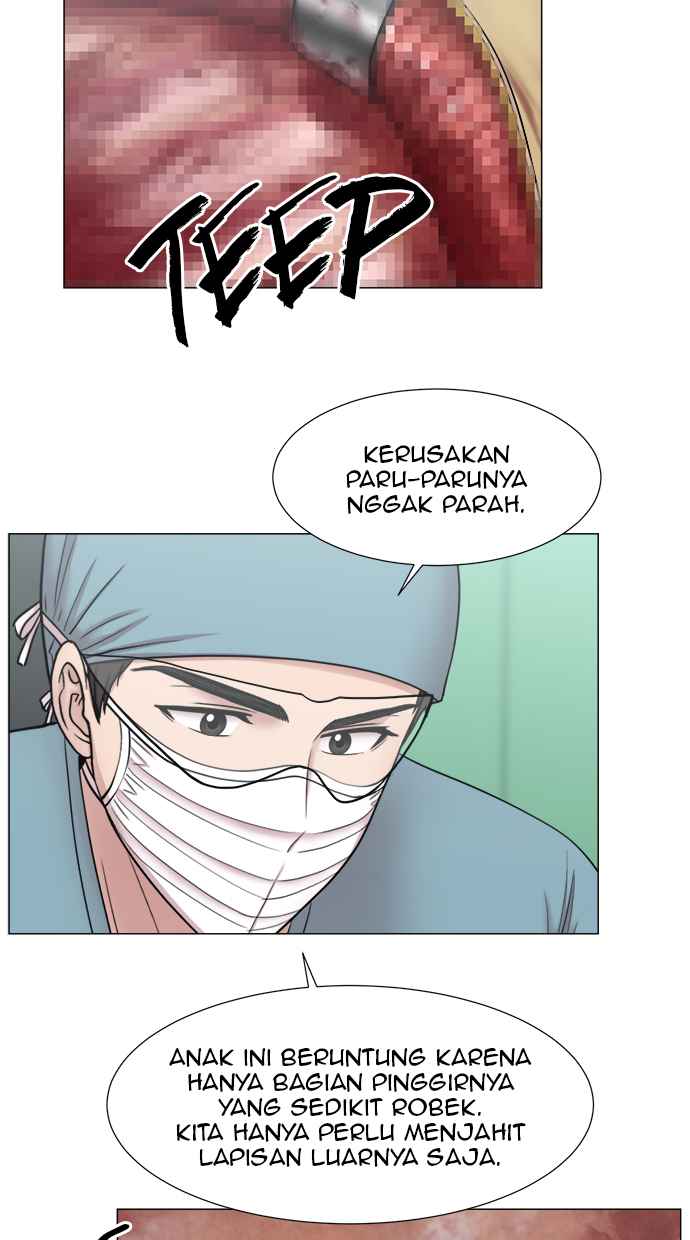 TEEP
KERUSAKAN
PARU-PARUNYA
NGGAK PARAH.
ANAK INI BERUNTUNG KARENA
HANYA BAGIAN PINGGIRNYA
YANG SEDIKIT ROBEK.
KITA HANYA PERLU MENJAHIT
LAPISAN LUARNYA SAJA.